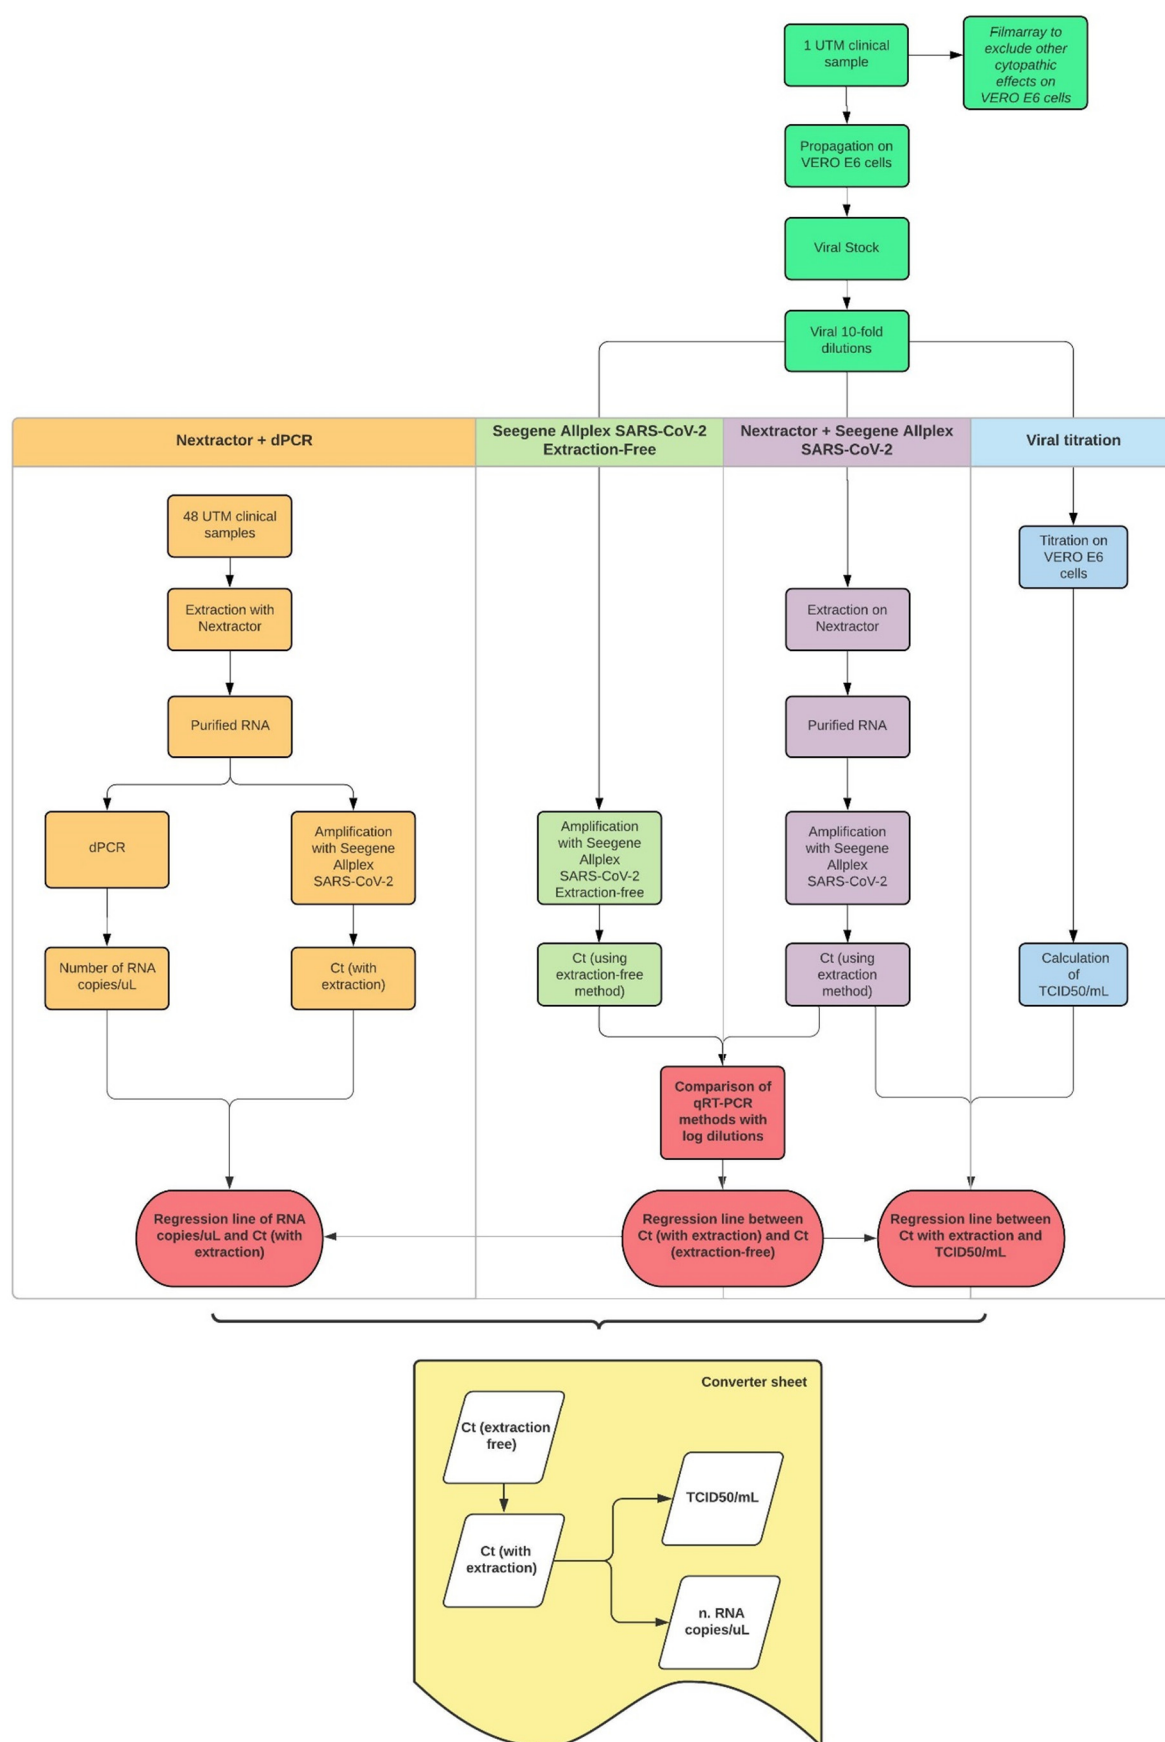 1 UTM clinical
sample
Filmarray to
exclude other
cytopathic
effects on
VERO E6 cells
Propagation on
VERO E6 cells
Viral Stock
Viral 10-fold
dilutions
Nextractor + dPCR
Seegene Allplex SARS-CoV-2
Extraction-Free
Nextractor + Seegene Allplex
SARS-CoV-2
Viral titration
48 UTM clinical
samples
Extraction with
Nextractor
Purified RNA
dPCR
Amplification
with Seegene
Allplex
SARS-CoV-2
Number of RNA
copies/uL
Ct (with
extraction)
Amplification
with Seegene
Allplex
SARS-CoV-2
Extraction-free
Ct (using
extraction-free
method)
Extraction on
Nextractor
Purified RNA
Amplification
with Seegene
Allplex
SARS-CoV-2
Ct (using
extraction
method)
Titration on
VERO E6
cells
Calculation
of
TCID50/mL
Comparison of
qRT-PCR
methods with
log dilutions
Regression line of RNA
copies/uL and Ct (with
extraction)
Regression line between
Ct (with extraction) and Ct
(extraction-free)
Regression line between
Ct with extraction and
TCID50/mL
Converter sheet
Ct (extraction
free)
Ct (with
extraction)
TCID50/mL
n. RNA
copies/uL